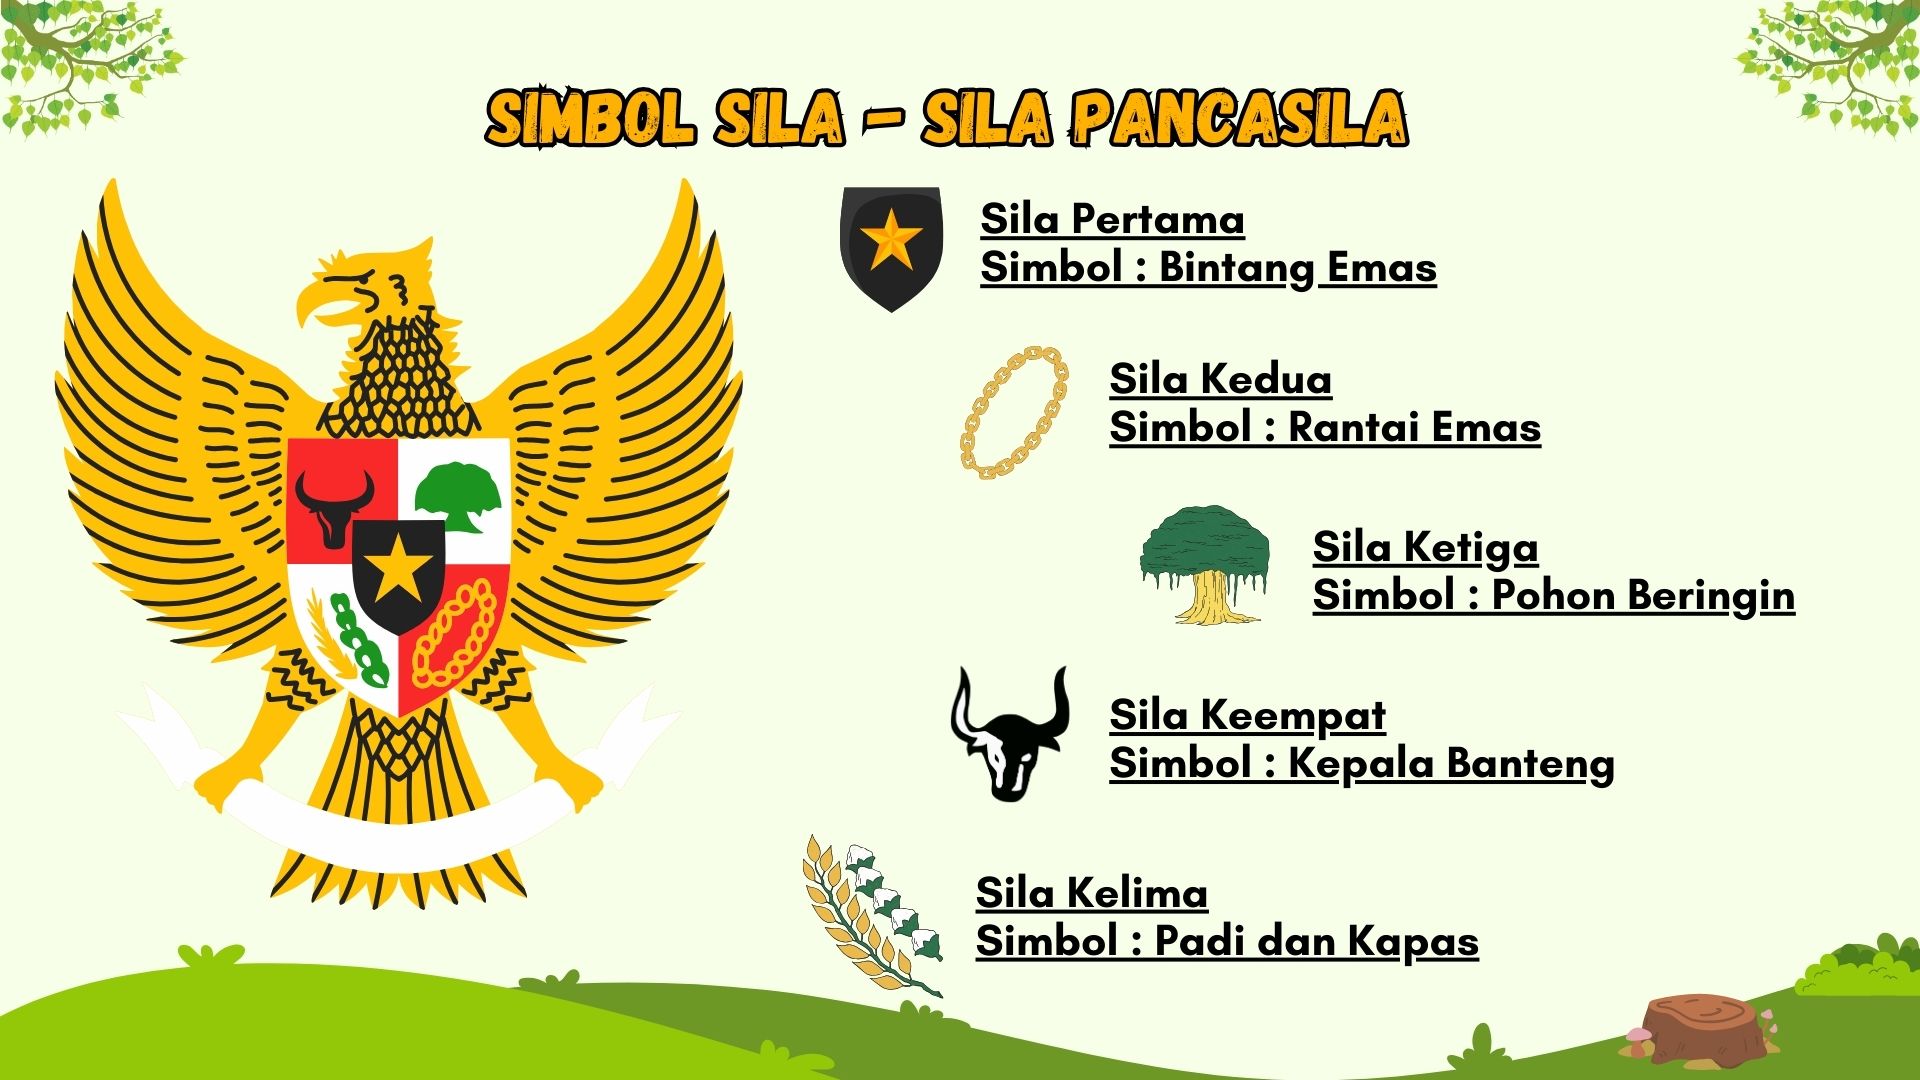 SIMBOL SILA - SILA PANCASILA
Sila Pertama
Simbol : Bintang Emas
Sila Kedua
Simbol : Rantai Emas
Sila Ketiga
Simbol : Pohon Beringin
Sila Keempat
Simbol : Kepala Banteng
Sila Kelima
Simbol : Padi dan Kapas